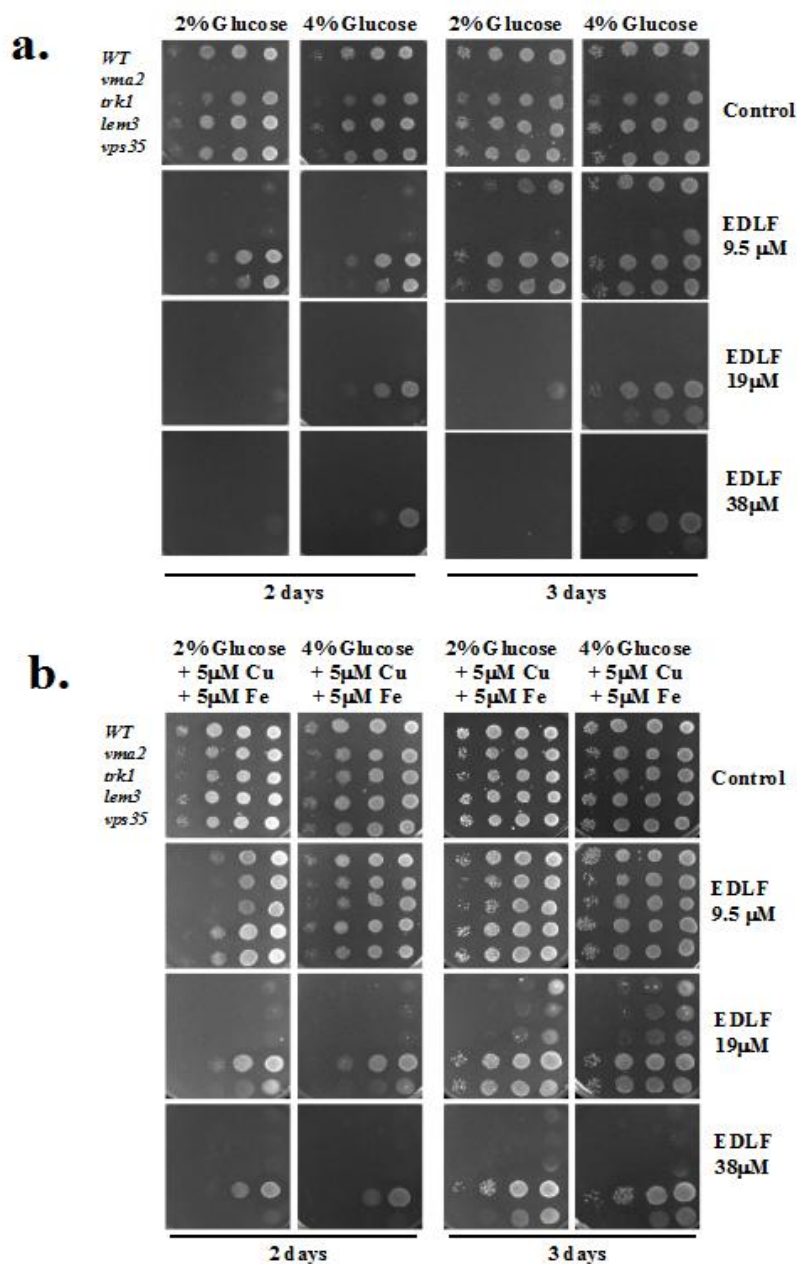 a.
2% Glucose 4% Glucose 2% Glucose 4% Glucose
WT
vma2
trk1
lem3
vps35
Control
EDLF
9.5 µM
EDLF
19µM
EDLF
38µM
2 days 3 days
b.
2% Glucose 4% Glucose 2% Glucose 4% Glucose
+ 5µM Cu + 5µM Cu + 5µM Cu + 5µM Cu
+ 5µM Fe + 5µM Fe + 5µM Fe + 5µM Fe
WT
vma2
trk1
lem3
vps35
Control
EDLF
9.5 µM
EDLF
19µM
EDLF
38µM
2 days 3 days